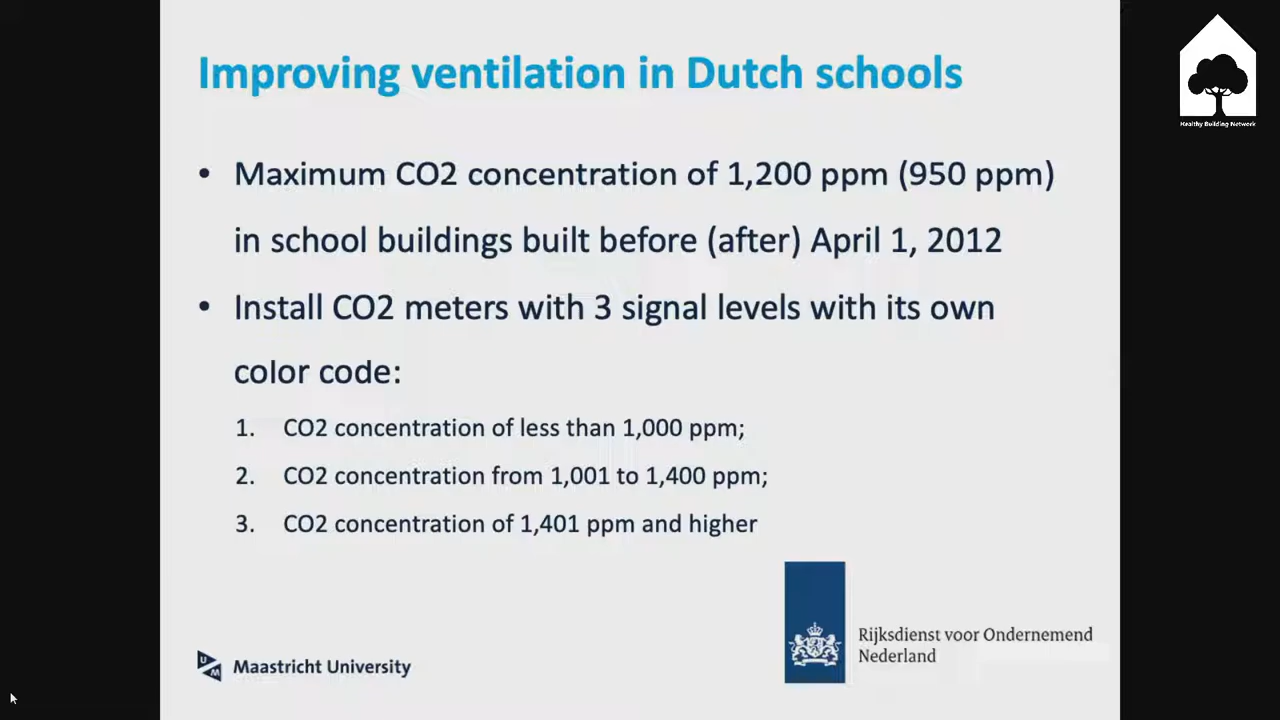 Improving ventilation in Dutch schools
Healthy Building Network
• Maximum CO2 concentration of 1,200 ppm (950 ppm)
in school buildings built before (after) April 1, 2012
• Install CO2 meters with 3 signal levels with its own
color code:
1. CO2 concentration of less than 1,000 ppm;
2. CO2 concentration from 1,001 to 1,400 ppm;
3. CO2 concentration of 1,401 ppm and higher
Rijksdienst voor Ondernemend
Nederland
UM Maastricht University